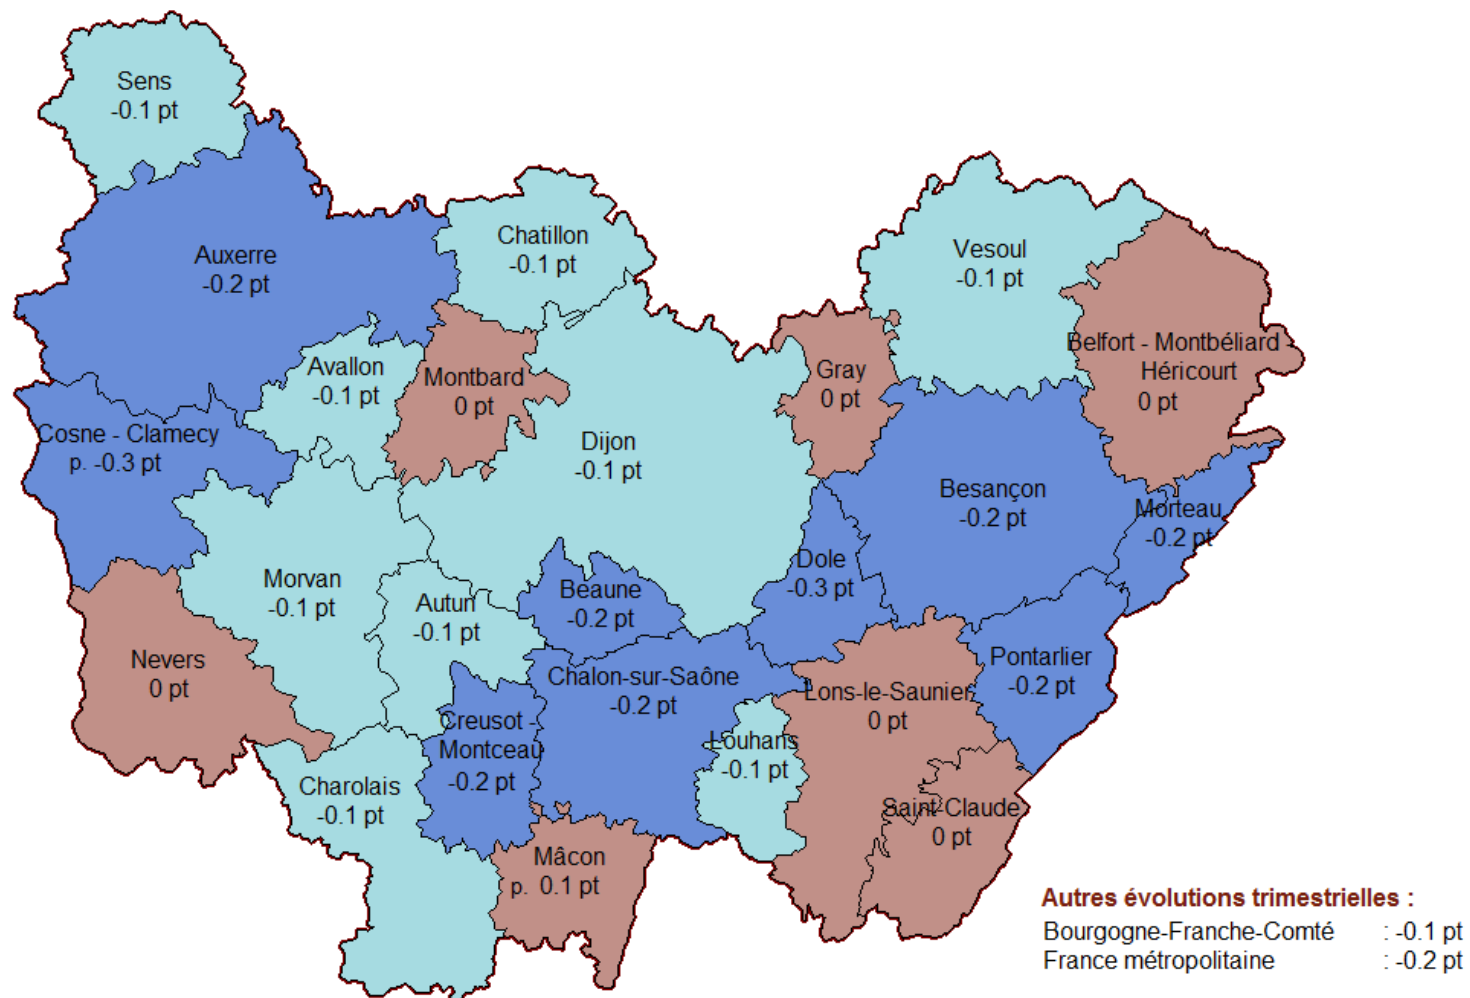 Sens
-0.1 pt
Auxerre
-0.2 pt
Chatillon
-0.1 pt
Vesoul
-0.1 pt
Avallon
-0.1 pt
Montbard
0 pt
Gray
0 pt
Belfort - Montbéliard -
Héricourt
0 pt
Cosne - Clamecy
p. -0.3 pt
Dijon
-0.1 pt
Besançon
-0.2 pt
Morteau
-0.2 pt
Morvan
-0.1 pt
Autun
-0.1 pt
Beaune
-0.2 pt
Dole
-0.3 pt
Nevers
0 pt
Chalon-sur-Saône
-0.2 pt
Lons-le-Saunier
0 pt
Pontarlier
-0.2 pt
Creusot -
Montceau
-0.2 pt
Louhans
-0.1 pt
Charolais
-0.1 pt
Saint-Claude
0 pt
Mâcon
p. 0.1 pt
Autres évolutions trimestrielles :
Bourgogne-Franche-Comté : -0.1 pt
France métropolitaine : -0.2 pt